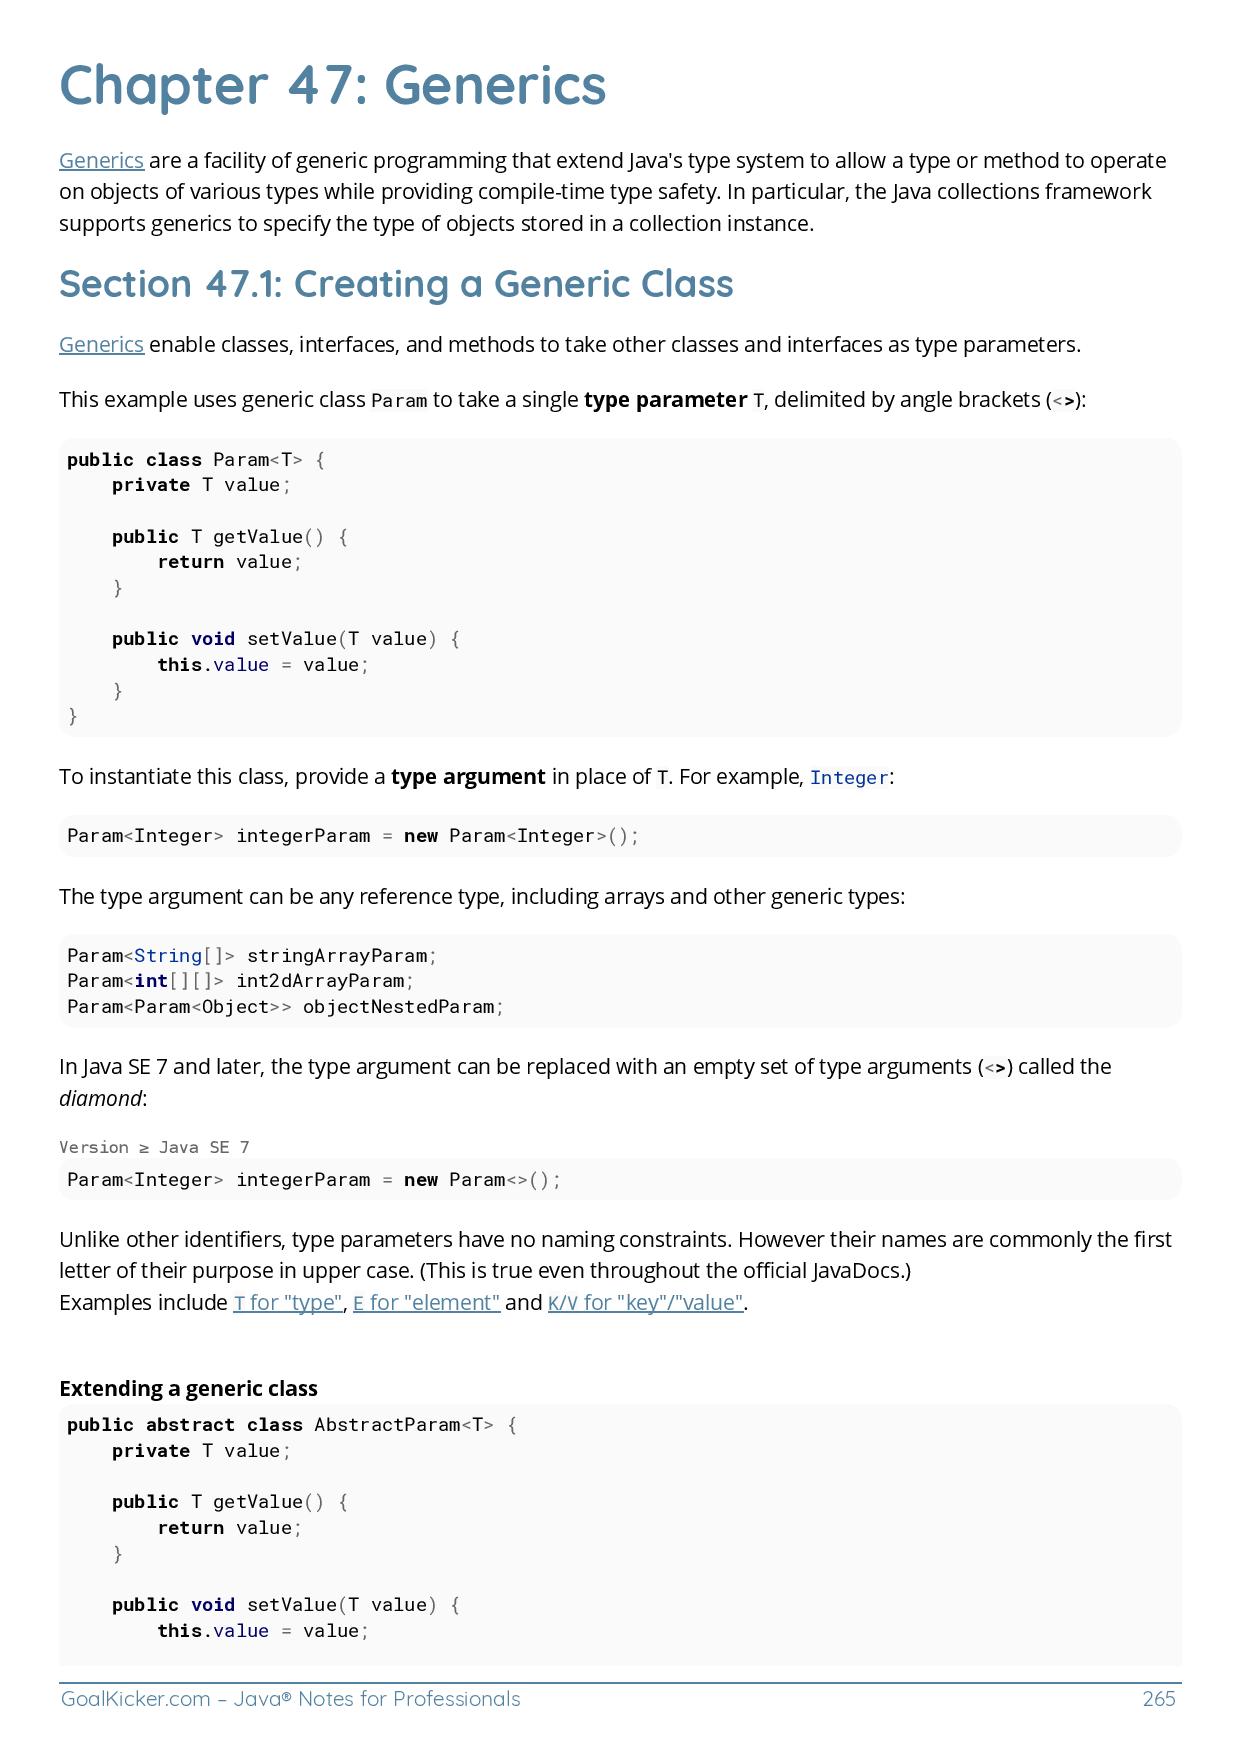 Chapter 47: Generics
Generics are a facility of generic programming that extend Java's type system to allow a type or method to operate
on objects of various types while providing compile-time type safety. In particular, the Java collections framework
supports generics to specify the type of objects stored in a collection instance.
Section 47.1: Creating a Generic Class
Generics enable classes, interfaces, and methods to take other classes and interfaces as type parameters.
This example uses generic class Param to take a single type parameter T, delimited by angle brackets (<>):
public class Param<T> {
    private T value;

    public T getValue() {
        return value;
    }

    public void setValue(T value) {
        this.value = value;
    }
}
To instantiate this class, provide a type argument in place of T. For example, Integer:
Param<Integer> integerParam = new Param<Integer>();
The type argument can be any reference type, including arrays and other generic types:
Param<String[]> stringArrayParam;
Param<int[][]> int2dArrayParam;
Param<Param<Object>> objectNestedParam;
In Java SE 7 and later, the type argument can be replaced with an empty set of type arguments (<>) called the
diamond:
Version ≥ Java SE 7
Param<Integer> integerParam = new Param<>();
Unlike other identifiers, type parameters have no naming constraints. However their names are commonly the first
letter of their purpose in upper case. (This is true even throughout the official JavaDocs.)
Examples include T for "type", E for "element" and K/V for "key"/"value".
Extending a generic class
public abstract class AbstractParam<T> {
    private T value;

    public T getValue() {
        return value;
    }

    public void setValue(T value) {
        this.value = value;
GoalKicker.com – Java® Notes for Professionals 265